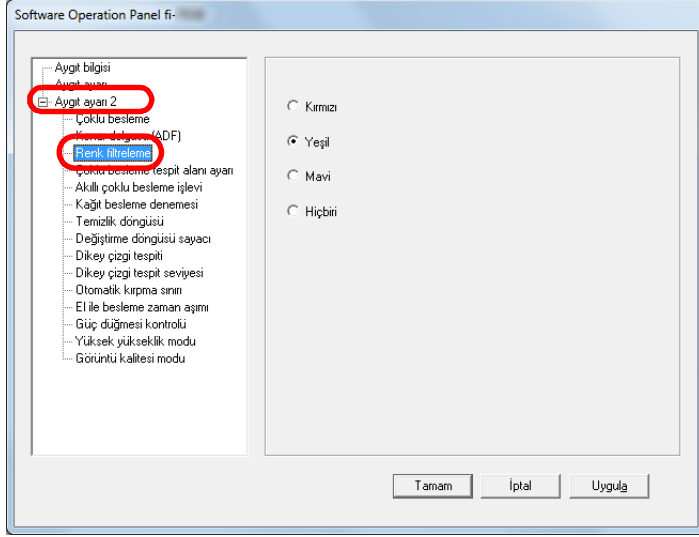 Software Operation Panel fi-
Aygıt bilgisi
Aygıt ayarı
Aygıt ayarı 2
Çoklu besleme
Kenar dolgusu (ADF)
Renk filtreleme
Çoklu besleme tespit alanı ayarı
Akıllı çoklu besleme işlevi
Kağıt besleme denemesi
Temizlik döngüsü
Değiştirme döngüsü sayacı
Dikey çizgi tespiti
Dikey çizgi tespit seviyesi
Otomatik kırpma sınırı
El ile besleme zaman aşımı
Güç düğmesi kontrolü
Yüksek yükseklik modu
Görüntü kalitesi modu
Kırmızı
Yeşil
Mavi
Hiçbiri
Tamam
İptal
Uygula